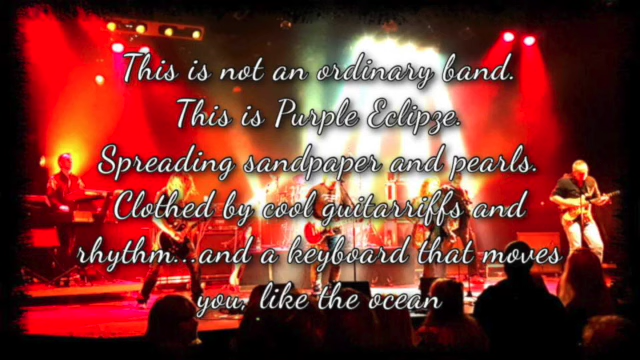 This is not an ordinary band.
This is Purple Eclipze.
Spreading sandpaper and pearls.
Clothed by cool guitarriffs and
rhythm...and a keyboard that moves
you, like the ocean